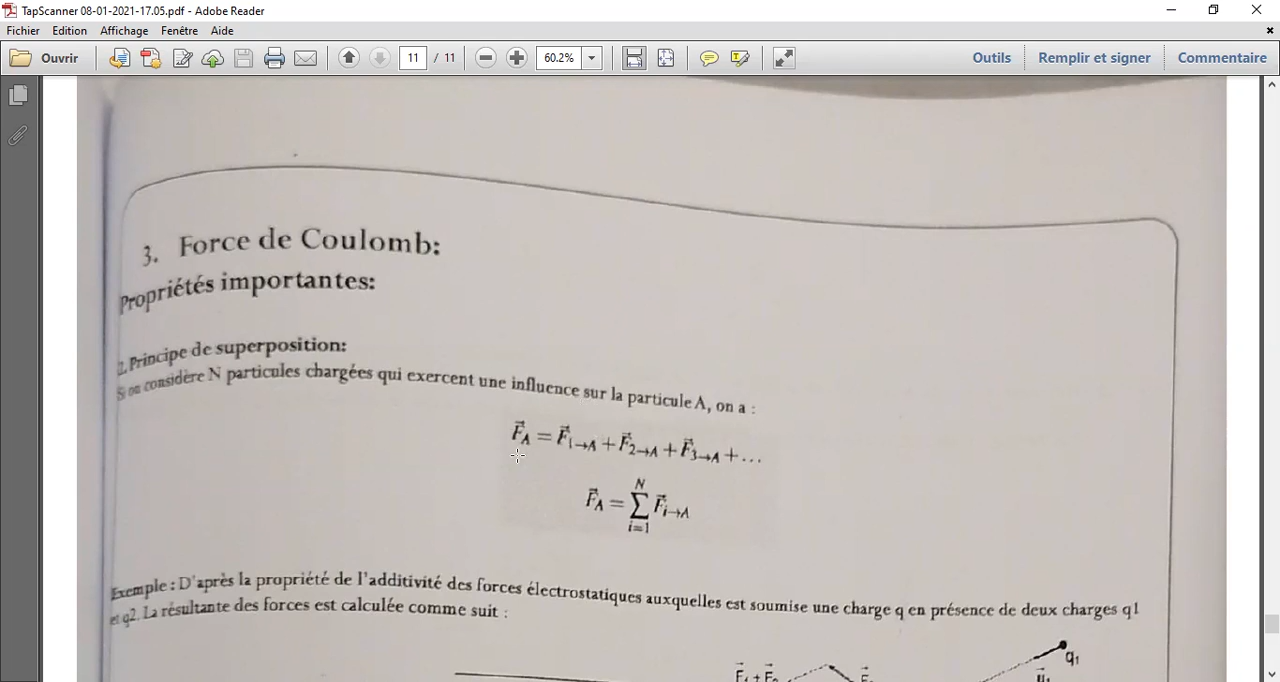 TapScanner 08-01-2021-17.05.pdf - Adobe Reader
Fichier Edition Affichage Fenêtre Aide
Ouvrir 11 / 11 60.2% Outils Remplir et signer Commentaire
3. Force de Coulomb:
Propriétés importantes:
2. Principe de superposition:
Si on considère N particules chargées qui exercent une influence sur la particule A, on a :
F⃗_A = F⃗_{1→A} + F⃗_{2→A} + F⃗_{3→A} + ...
F⃗_A = ∑_{i=1}^{N} F⃗_{i→A}
Exemple : D'après la propriété de l'additivité des forces électrostatiques auxquelles est soumise une charge q en présence de deux charges q1
et q2. La résultante des forces est calculée comme suit :
q₁